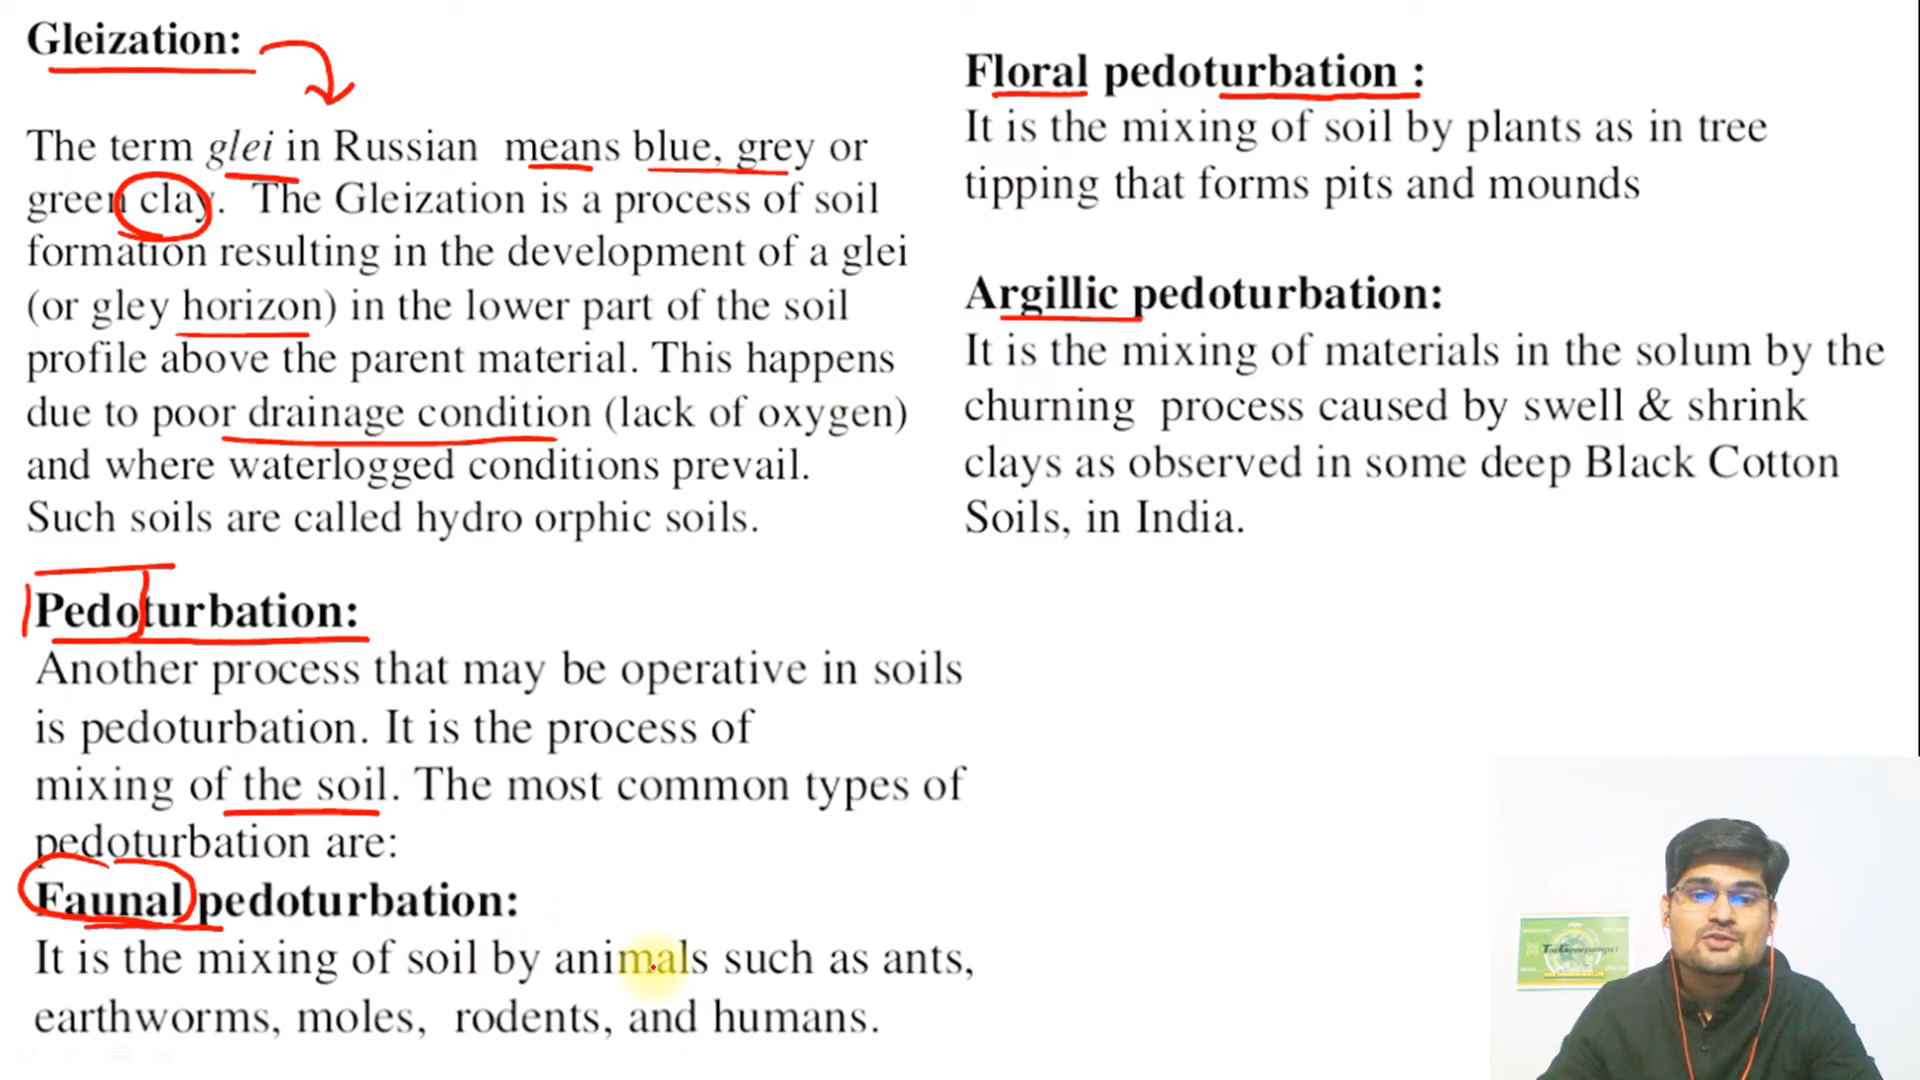 Gleization:
The term glei in Russian means blue, grey or
green clay. The Gleization is a process of soil
formation resulting in the development of a glei
(or gley horizon) in the lower part of the soil
profile above the parent material. This happens
due to poor drainage condition (lack of oxygen)
and where waterlogged conditions prevail.
Such soils are called hydro orphic soils.
Pedoturbation:
Another process that may be operative in soils
is pedoturbation. It is the process of
mixing of the soil. The most common types of
pedoturbation are:
Faunal pedoturbation:
It is the mixing of soil by animals such as ants,
earthworms, moles, rodents, and humans.
Floral pedoturbation :
It is the mixing of soil by plants as in tree
tipping that forms pits and mounds
Argillic pedoturbation:
It is the mixing of materials in the solum by the
churning process caused by swell & shrink
clays as observed in some deep Black Cotton
Soils, in India.